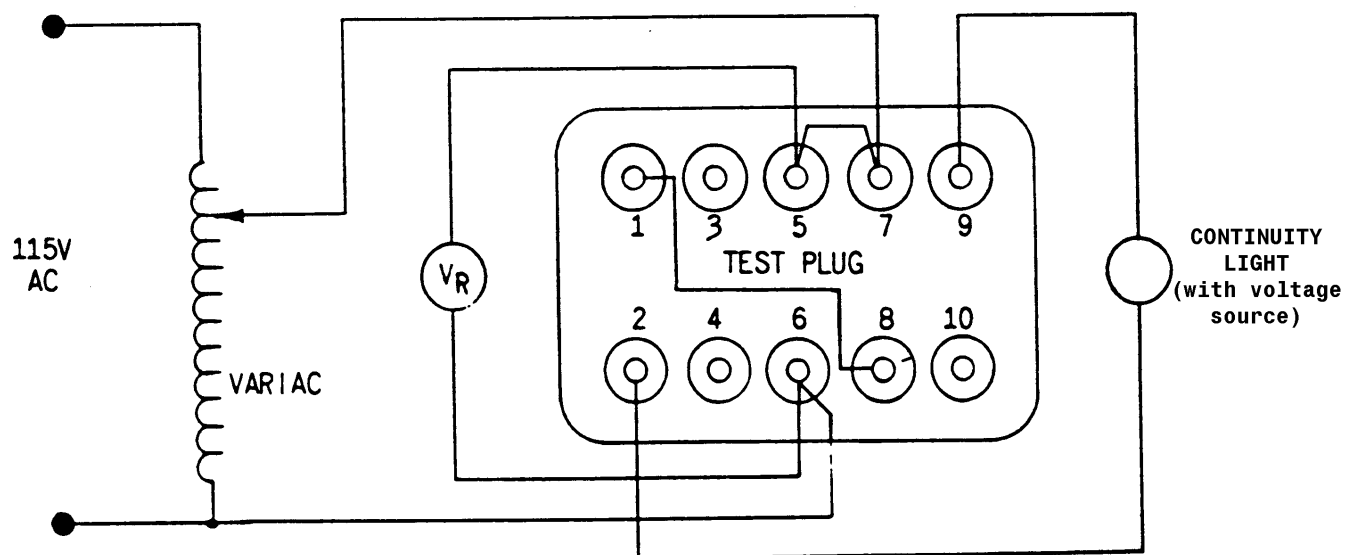 1 3 5 7 9
TEST PLUG
2 4 6 8 10
115V
AC
VARIAC
VR
CONTINUITY
LIGHT
(with voltage
source)